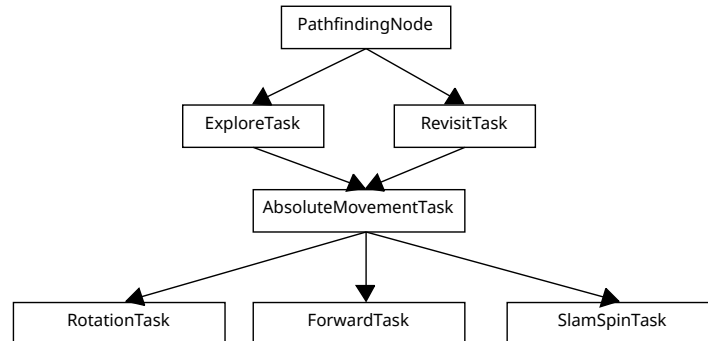 PathfindingNode
ExploreTask
RevisitTask
AbsoluteMovementTask
RotationTask
ForwardTask
SlamSpinTask